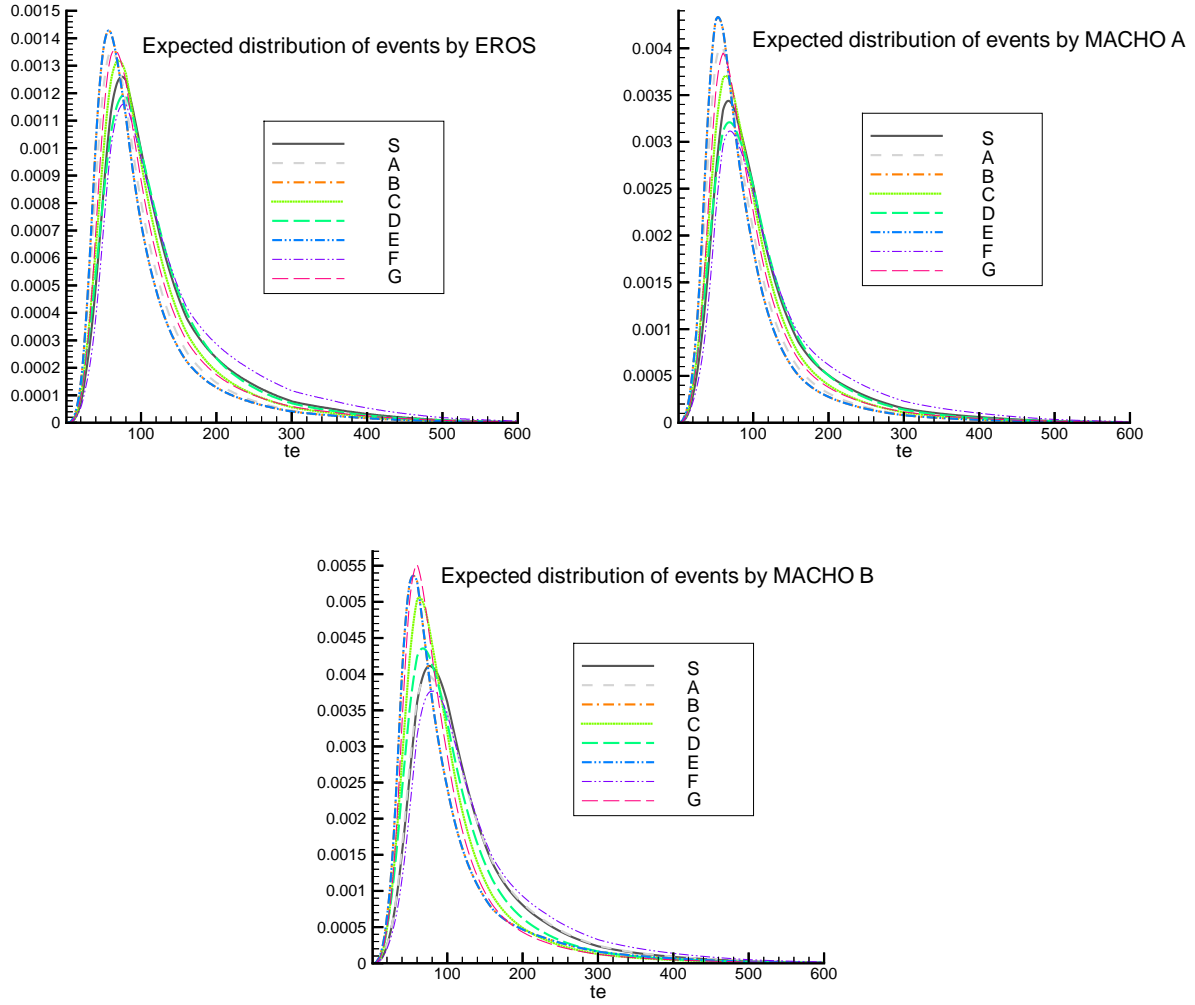 Expected distribution of events by EROS
0.0015
0.0014
0.0013
0.0012
0.0011
0.001
0.0009
0.0008
0.0007
0.0006
0.0005
0.0004
0.0003
0.0002
0.0001
0
100
200
300
400
500
600
te
S
A
B
C
D
E
F
G
Expected distribution of events by MACHO A
0.004
0.0035
0.003
0.0025
0.002
0.0015
0.001
0.0005
0
100
200
300
400
500
600
te
S
A
B
C
D
E
F
G
Expected distribution of events by MACHO B
0.0055
0.005
0.0045
0.004
0.0035
0.003
0.0025
0.002
0.0015
0.001
0.0005
0
100
200
300
400
500
600
te
S
A
B
C
D
E
F
G